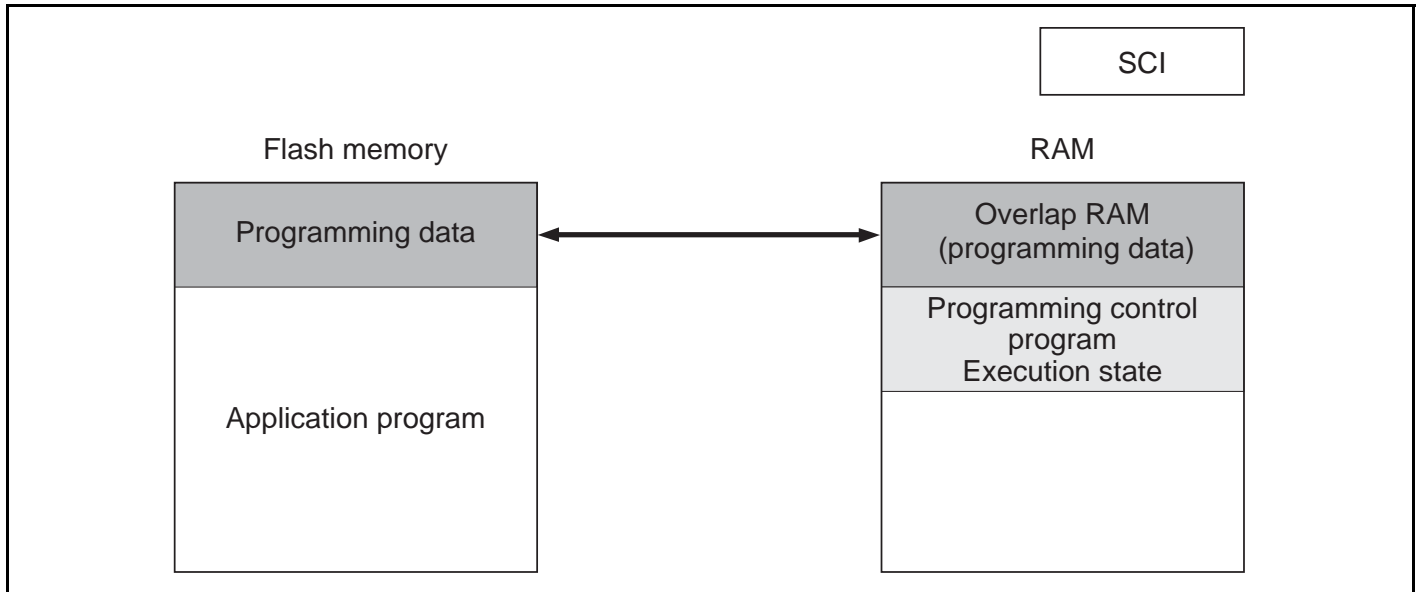 SCI
Flash memory
RAM
Programming data
Overlap RAM
(programming data)
Programming control
program
Execution state
Application program